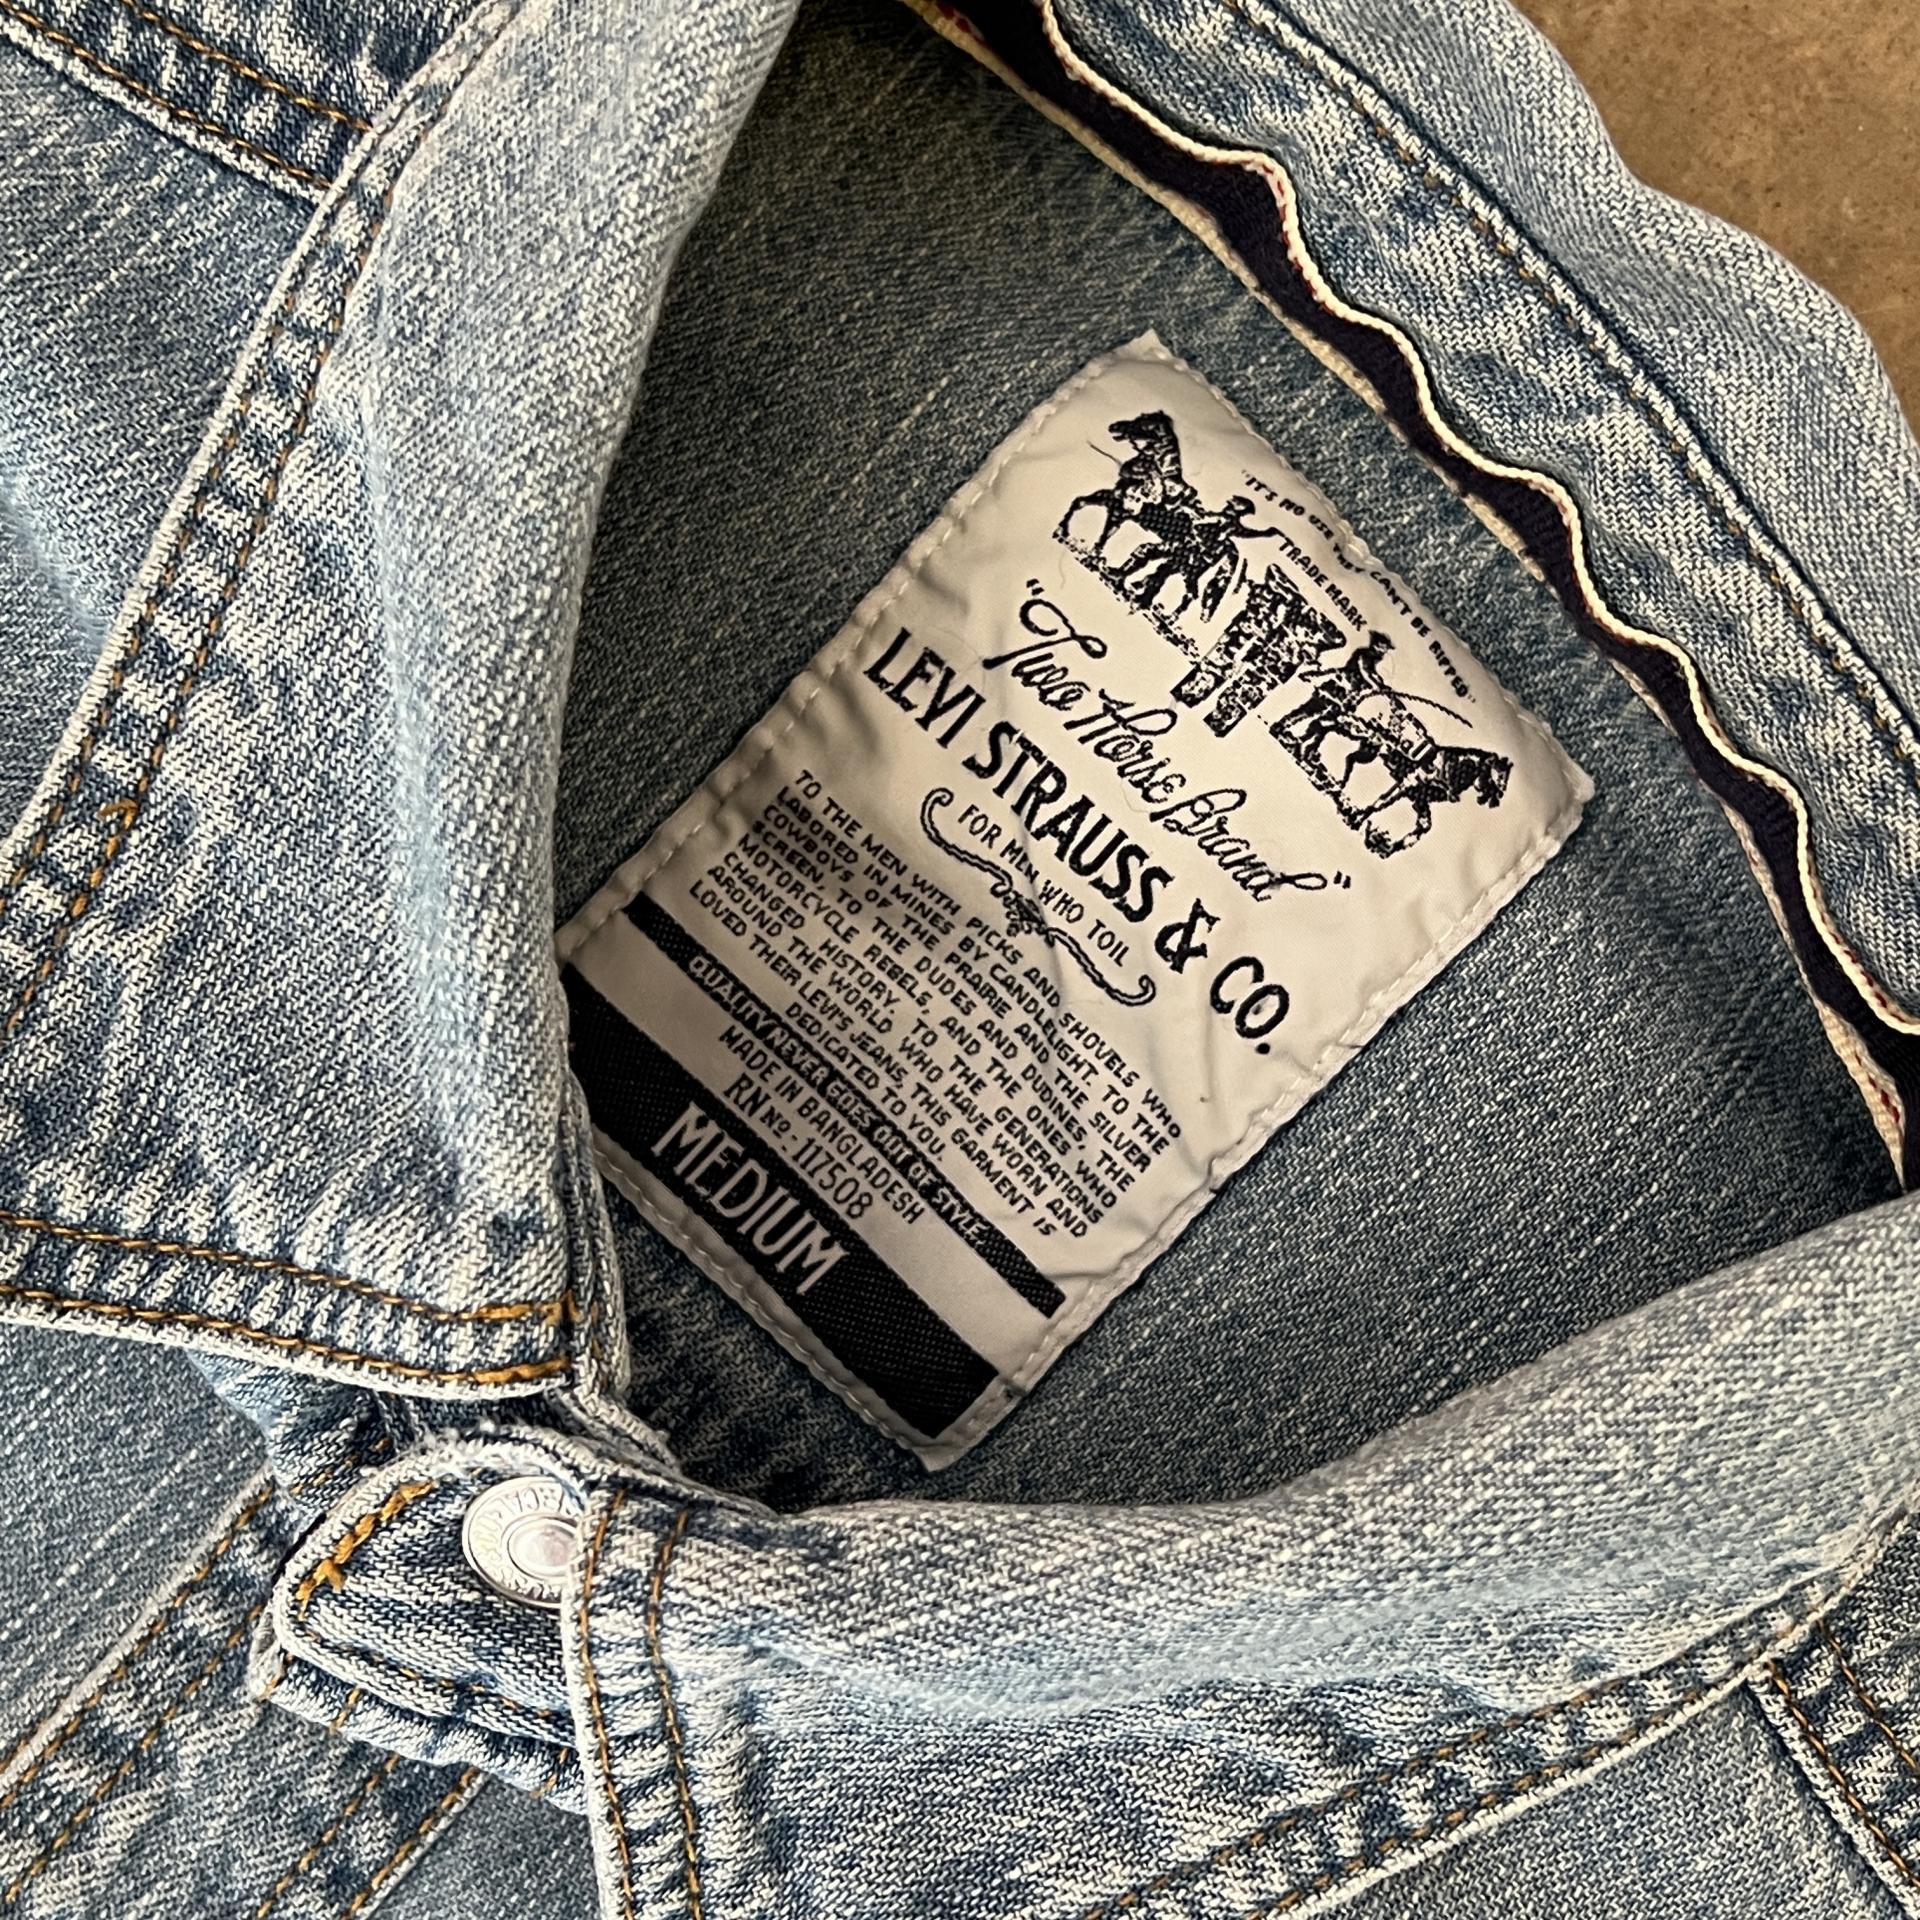 "IT'S NO USE THEY CAN'T BE RIPPED"
TRADE MARK
"Two Horse Brand"
LEVI STRAUSS & CO.
FOR MEN WHO TOIL
TO THE MEN WITH PICKS AND SHOVELS WHO
LABORED IN MINES BY CANDLELIGHT. TO THE
COWBOYS OF THE PRAIRIE AND THE SILVER
SCREEN, TO THE DUDES AND DUDINES, THE
MOTORCYCLE REBELS, AND THE ONES WHO
CHANGED HISTORY, TO THE GENERATIONS
AROUND THE WORLD WHO HAVE WORN AND
LOVED THEIR LEVI'S JEANS, THIS GARMENT IS
DEDICATED TO YOU
QUALITY NEVER GOES OUT OF STYLE
MADE IN BANGLADESH
RN Nº - 117508
MEDIUM